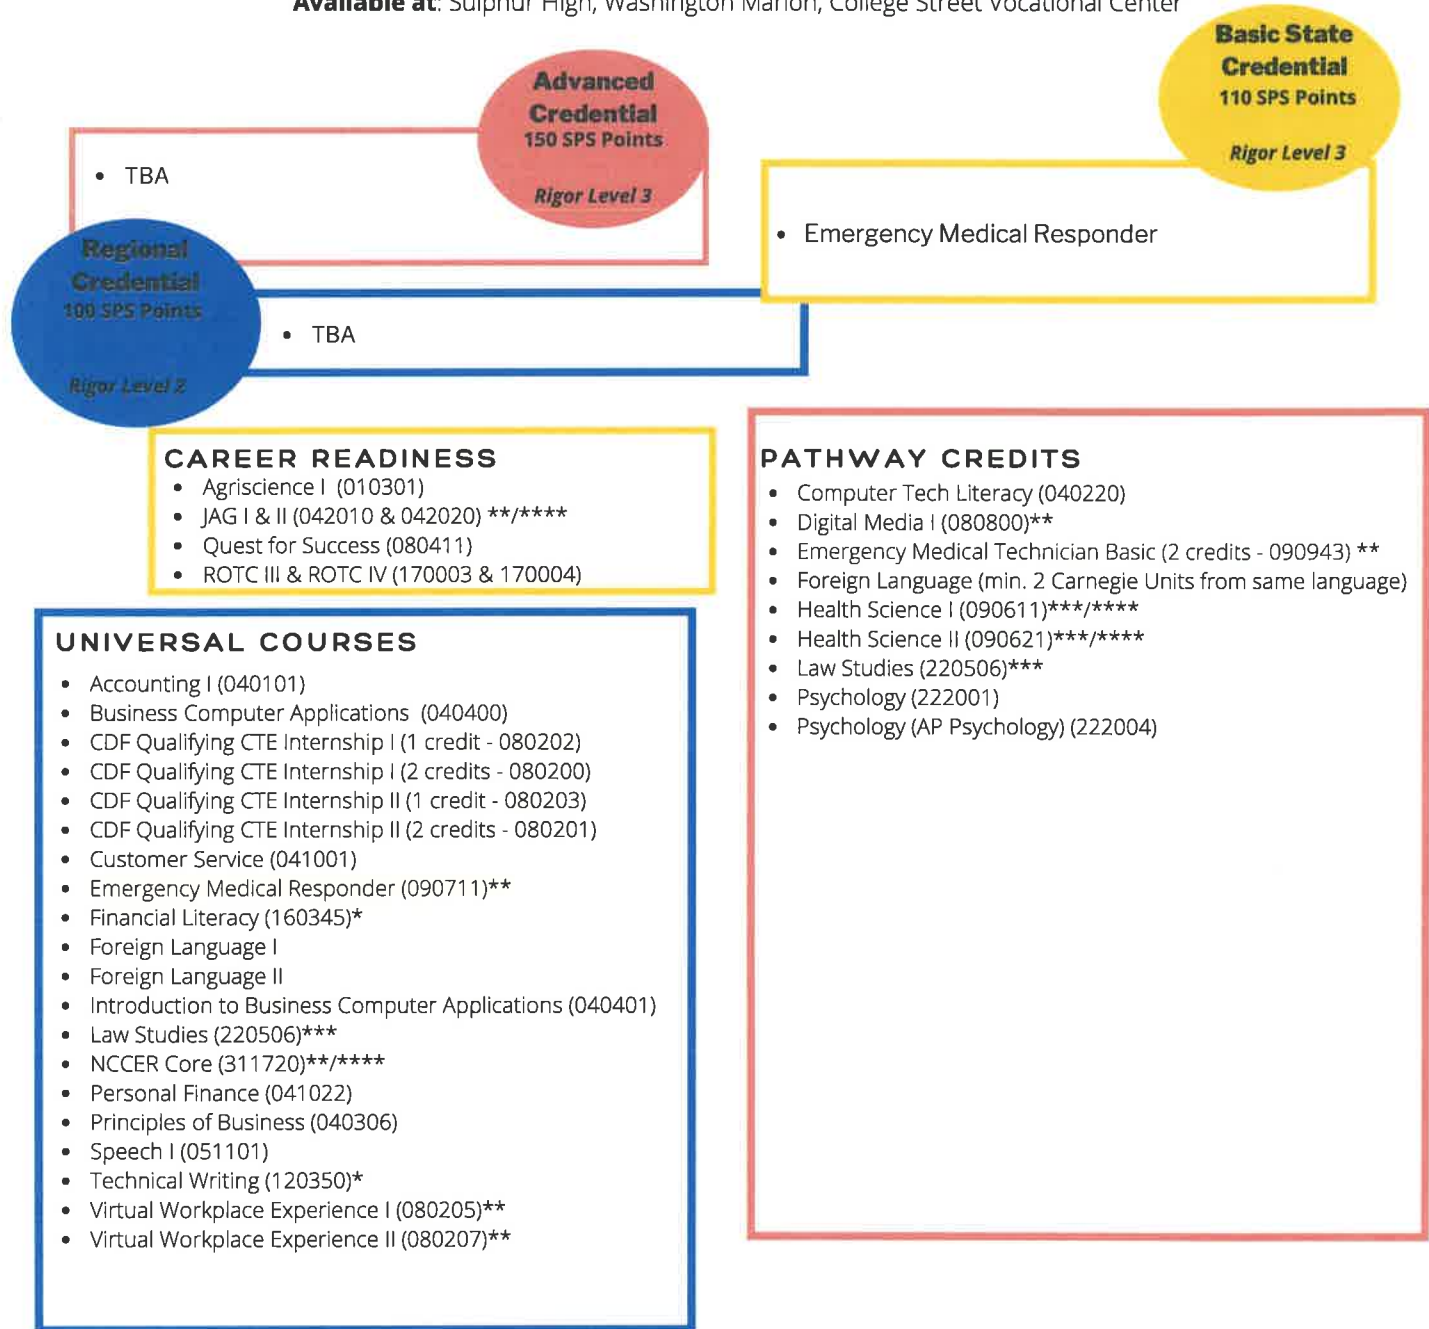 Available at: Sulphur High, Washington Marion, College Street Vocational Center
Basic State
Credential
110 SPS Points
Rigor Level 3
Advanced
Credential
150 SPS Points
Rigor Level 3
• TBA
• Emergency Medical Responder
Regional
Credential
100 SPS Points
Rigor Level 2
• TBA
CAREER READINESS
• Agriscience I (010301)
• JAG I & II (042010 & 042020) **/****
• Quest for Success (080411)
• ROTC III & ROTC IV (170003 & 170004)
PATHWAY CREDITS
• Computer Tech Literacy (040220)
• Digital Media I (080800)**
• Emergency Medical Technician Basic (2 credits - 090943) **
• Foreign Language (min. 2 Carnegie Units from same language)
• Health Science I (090611)***/****
• Health Science II (090621)***/****
• Law Studies (220506)***
• Psychology (222001)
• Psychology (AP Psychology) (222004)
UNIVERSAL COURSES
• Accounting I (040101)
• Business Computer Applications (040400)
• CDF Qualifying CTE Internship I (1 credit - 080202)
• CDF Qualifying CTE Internship I (2 credits - 080200)
• CDF Qualifying CTE Internship II (1 credit - 080203)
• CDF Qualifying CTE Internship II (2 credits - 080201)
• Customer Service (041001)
• Emergency Medical Responder (090711)**
• Financial Literacy (160345)*
• Foreign Language I
• Foreign Language II
• Introduction to Business Computer Applications (040401)
• Law Studies (220506)***
• NCCER Core (311720)**/****
• Personal Finance (041022)
• Principles of Business (040306)
• Speech I (051101)
• Technical Writing (120350)*
• Virtual Workplace Experience I (080205)**
• Virtual Workplace Experience II (080207)**